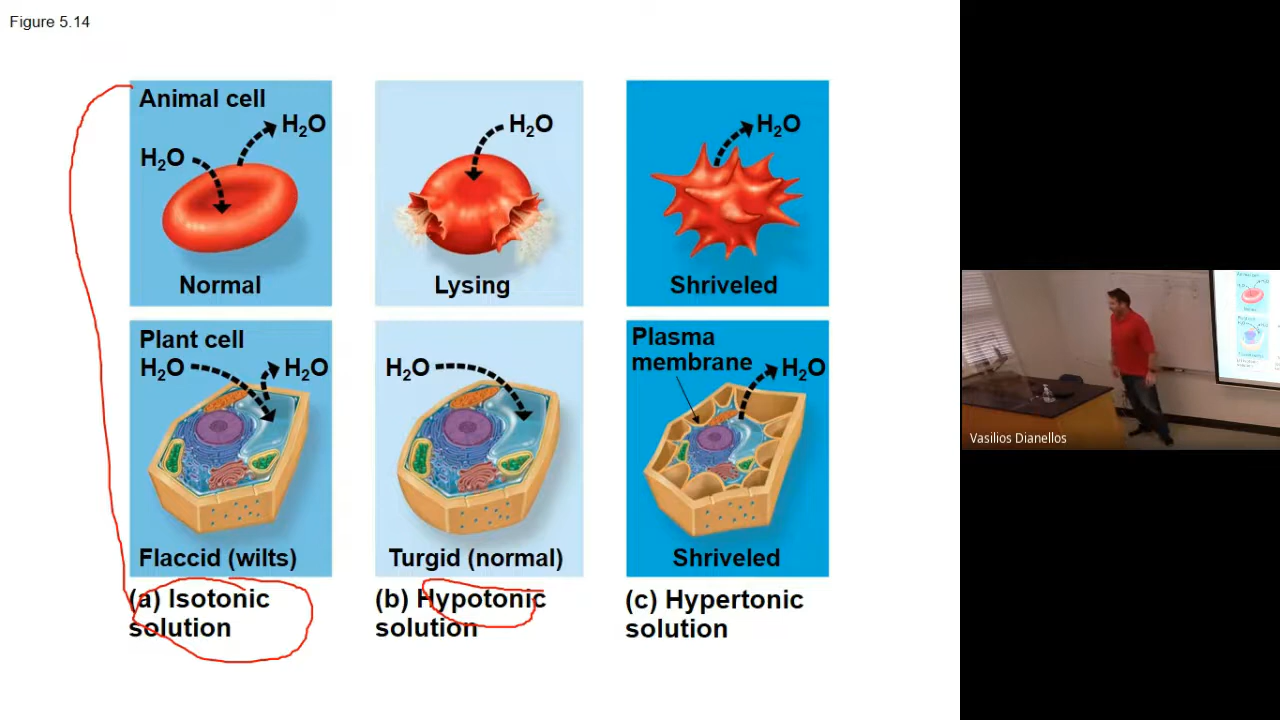 Figure 5.14
Animal cell
H₂O
H₂O
Normal
H₂O
Lysing
H₂O
Shriveled
Plant cell
H₂O
H₂O
Flaccid (wilts)
H₂O
Turgid (normal)
Plasma
membrane
H₂O
Shriveled
(a) Isotonic
solution
(b) Hypotonic
solution
(c) Hypertonic
solution
Vasilios Dianellos